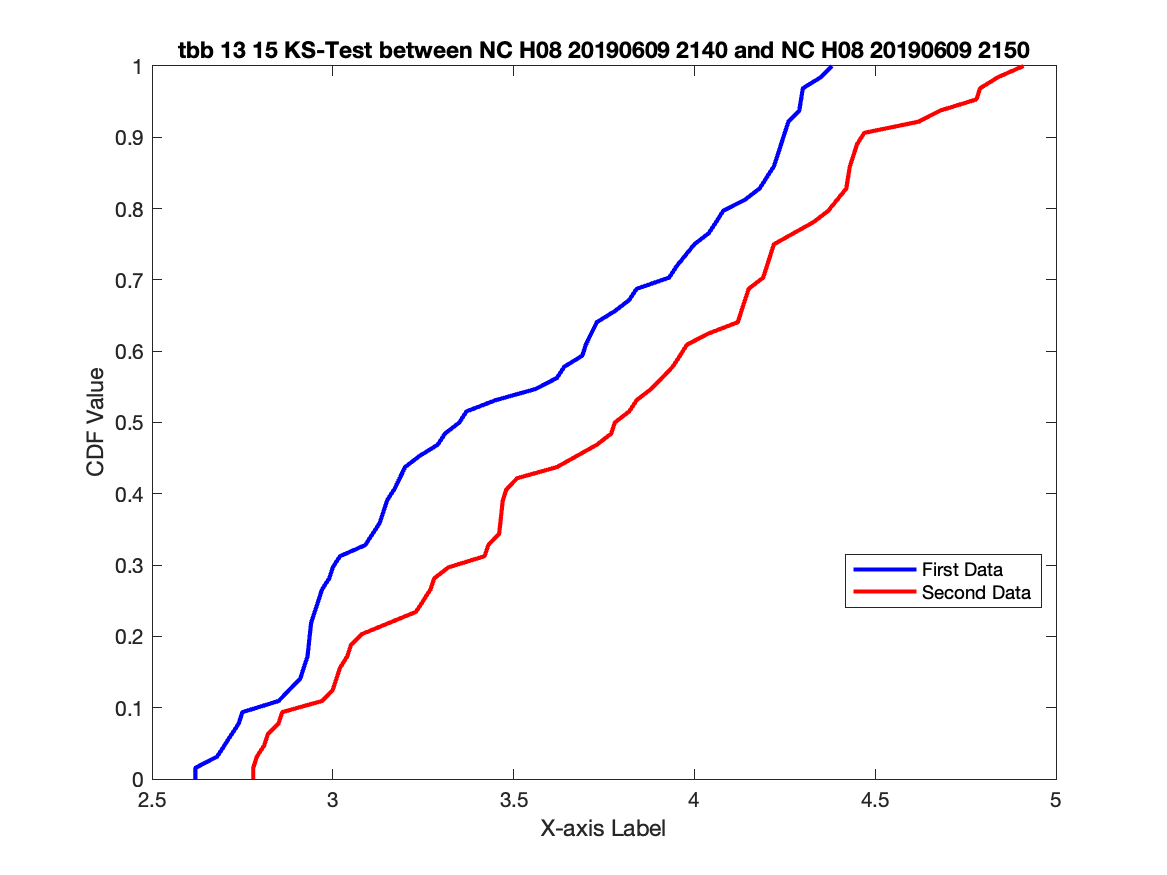 tbb 13 15 KS-Test between NC H08 20190609 2140 and NC H08 20190609 2150
1
0.9
0.8
0.7
0.6
0.5
0.4
0.3
0.2
0.1
0
CDF Value
First Data
Second Data
2.5 3 3.5 4 4.5 5
X-axis Label